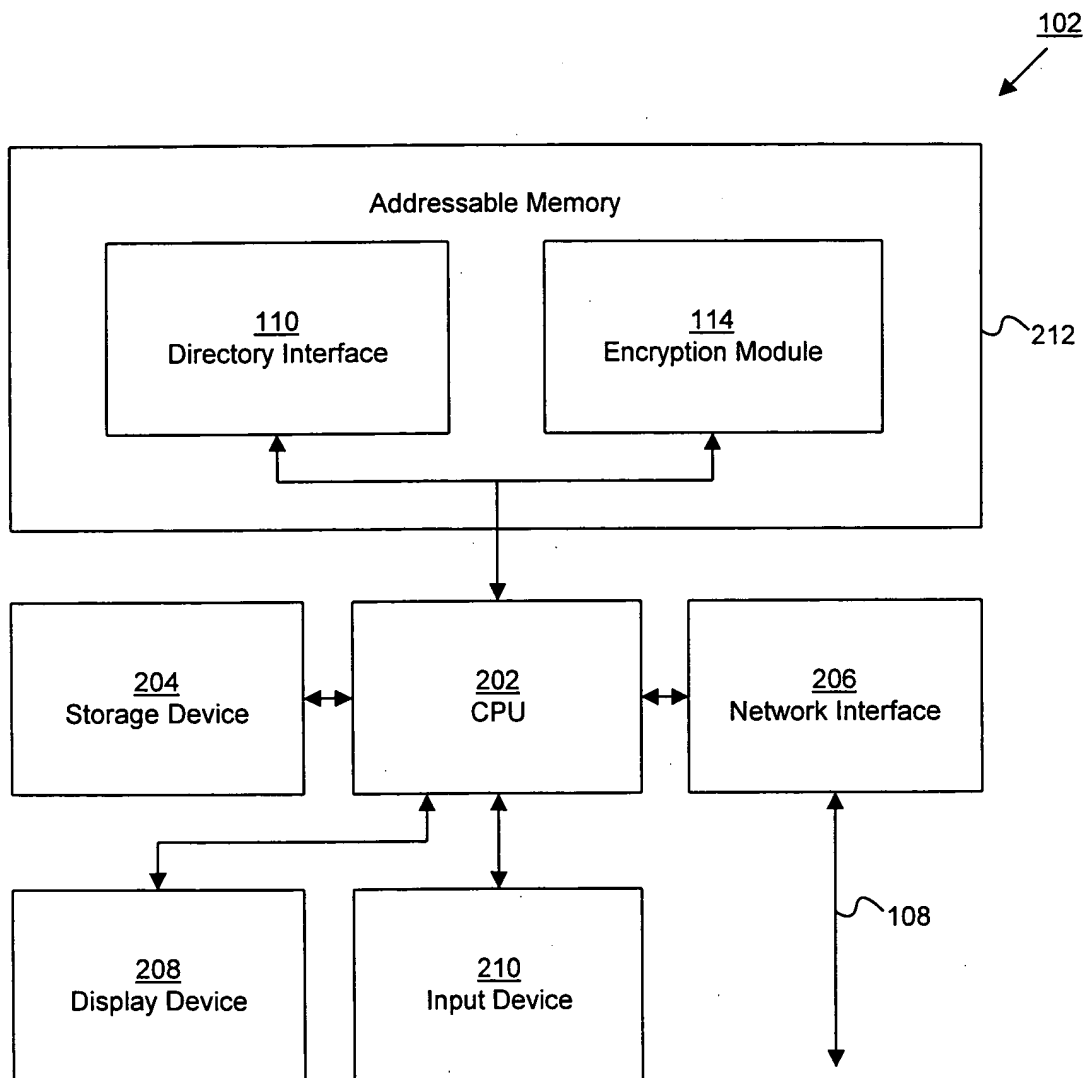 102
Addressable Memory
110
Directory Interface
114
Encryption Module
212
204
Storage Device
202
CPU
206
Network Interface
108
208
Display Device
210
Input Device